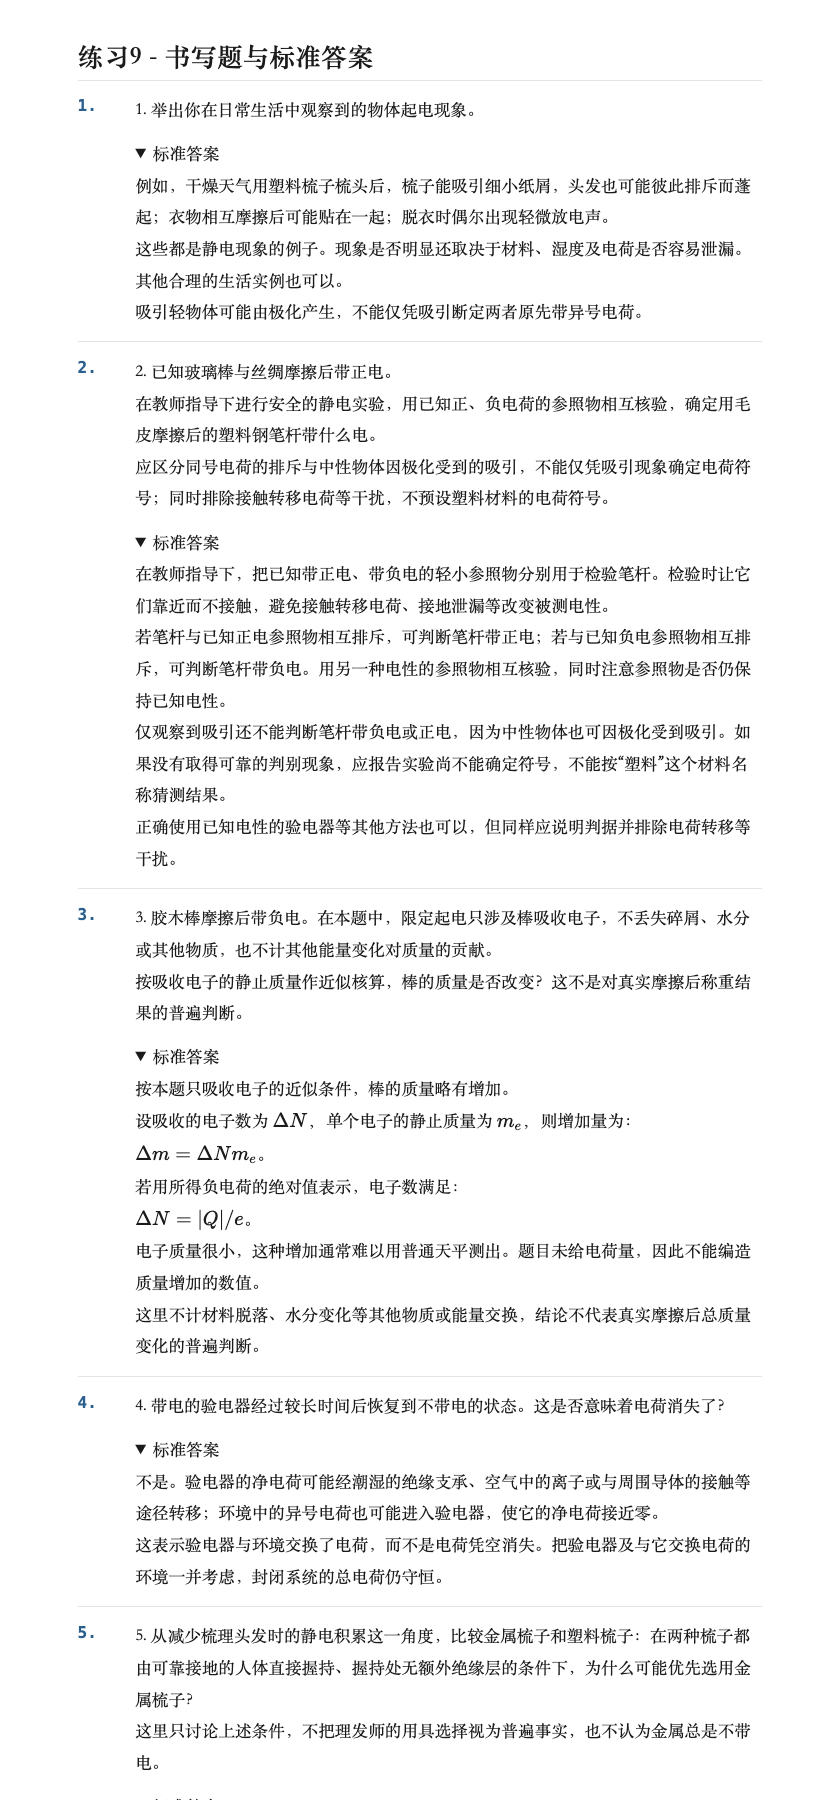 练习9 - 书写题与标准答案
1. 1. 举出你在日常生活中观察到的物体起电现象。
▼ 标准答案
例如，干燥天气用塑料梳子梳头后，梳子能吸引细小纸屑，头发也可能彼此排斥而蓬
起；衣物相互摩擦后可能贴在一起；脱衣时偶尔出现轻微放电声。
这些都是静电现象的例子。现象是否明显还取决于材料、湿度及电荷是否容易泄漏。
其他合理的生活实例也可以。
吸引轻物体可能由极化产生，不能仅凭吸引断定两者原先带异号电荷。
2. 2. 已知玻璃棒与丝绸摩擦后带正电。
在教师指导下进行安全的静电实验，用已知正、负电荷的参照物相互核验，确定用毛
皮摩擦后的塑料钢笔杆带什么电。
应区分同号电荷的排斥与中性物体因极化受到的吸引，不能仅凭吸引现象确定电荷符
号；同时排除接触转移电荷等干扰，不预设塑料材料的电荷符号。
▼ 标准答案
在教师指导下，把已知带正电、带负电的轻小参照物分别用于检验笔杆。检验时让它
们靠近而不接触，避免接触转移电荷、接地泄漏等改变被测电性。
若笔杆与已知正电参照物相互排斥，可判断笔杆带正电；若与已知负电参照物相互排
斥，可判断笔杆带负电。用另一种电性的参照物相互核验，同时注意参照物是否仍保
持已知电性。
仅观察到吸引还不能判断笔杆带负电或正电，因为中性物体也可因极化受到吸引。如
果没有取得可靠的判别现象，应报告实验尚不能确定符号，不能按“塑料”这个材料名
称猜测结果。
正确使用已知电性的验电器等其他方法也可以，但同样应说明判据并排除电荷转移等
干扰。
3. 3. 胶木棒摩擦后带负电。在本题中，限定起电只涉及棒吸收电子，不丢失碎屑、水分
或其他物质，也不计其他能量变化对质量的贡献。
按吸收电子的静止质量作近似核算，棒的质量是否改变？这不是对真实摩擦后称重结
果的普遍判断。
▼ 标准答案
按本题只吸收电子的近似条件，棒的质量略有增加。
设吸收的电子数为 ΔN，单个电子的静止质量为 mₑ，则增加量为：
Δm = ΔNmₑ。
若用所得负电荷的绝对值表示，电子数满足：
ΔN = |Q|/e。
电子质量很小，这种增加通常难以用普通天平测出。题目未给电荷量，因此不能编造
质量增加的数值。
这里不计材料脱落、水分变化等其他物质或能量交换，结论不代表真实摩擦后总质量
变化的普遍判断。
4. 4. 带电的验电器经过较长时间后恢复到不带电的状态。这是否意味着电荷消失了？
▼ 标准答案
不是。验电器的净电荷可能经潮湿的绝缘支承、空气中的离子或与周围导体的接触等
途径转移；环境中的异号电荷也可能进入验电器，使它的净电荷接近零。
这表示验电器与环境交换了电荷，而不是电荷凭空消失。把验电器及与它交换电荷的
环境一并考虑，封闭系统的总电荷仍守恒。
5. 5. 从减少梳理头发时的静电积累这一角度，比较金属梳子和塑料梳子：在两种梳子都
由可靠接地的人体直接握持、握持处无额外绝缘层的条件下，为什么可能优先选用金
属梳子？
这里只讨论上述条件，不把理发师的用具选择视为普遍事实，也不认为金属总是不带
电。